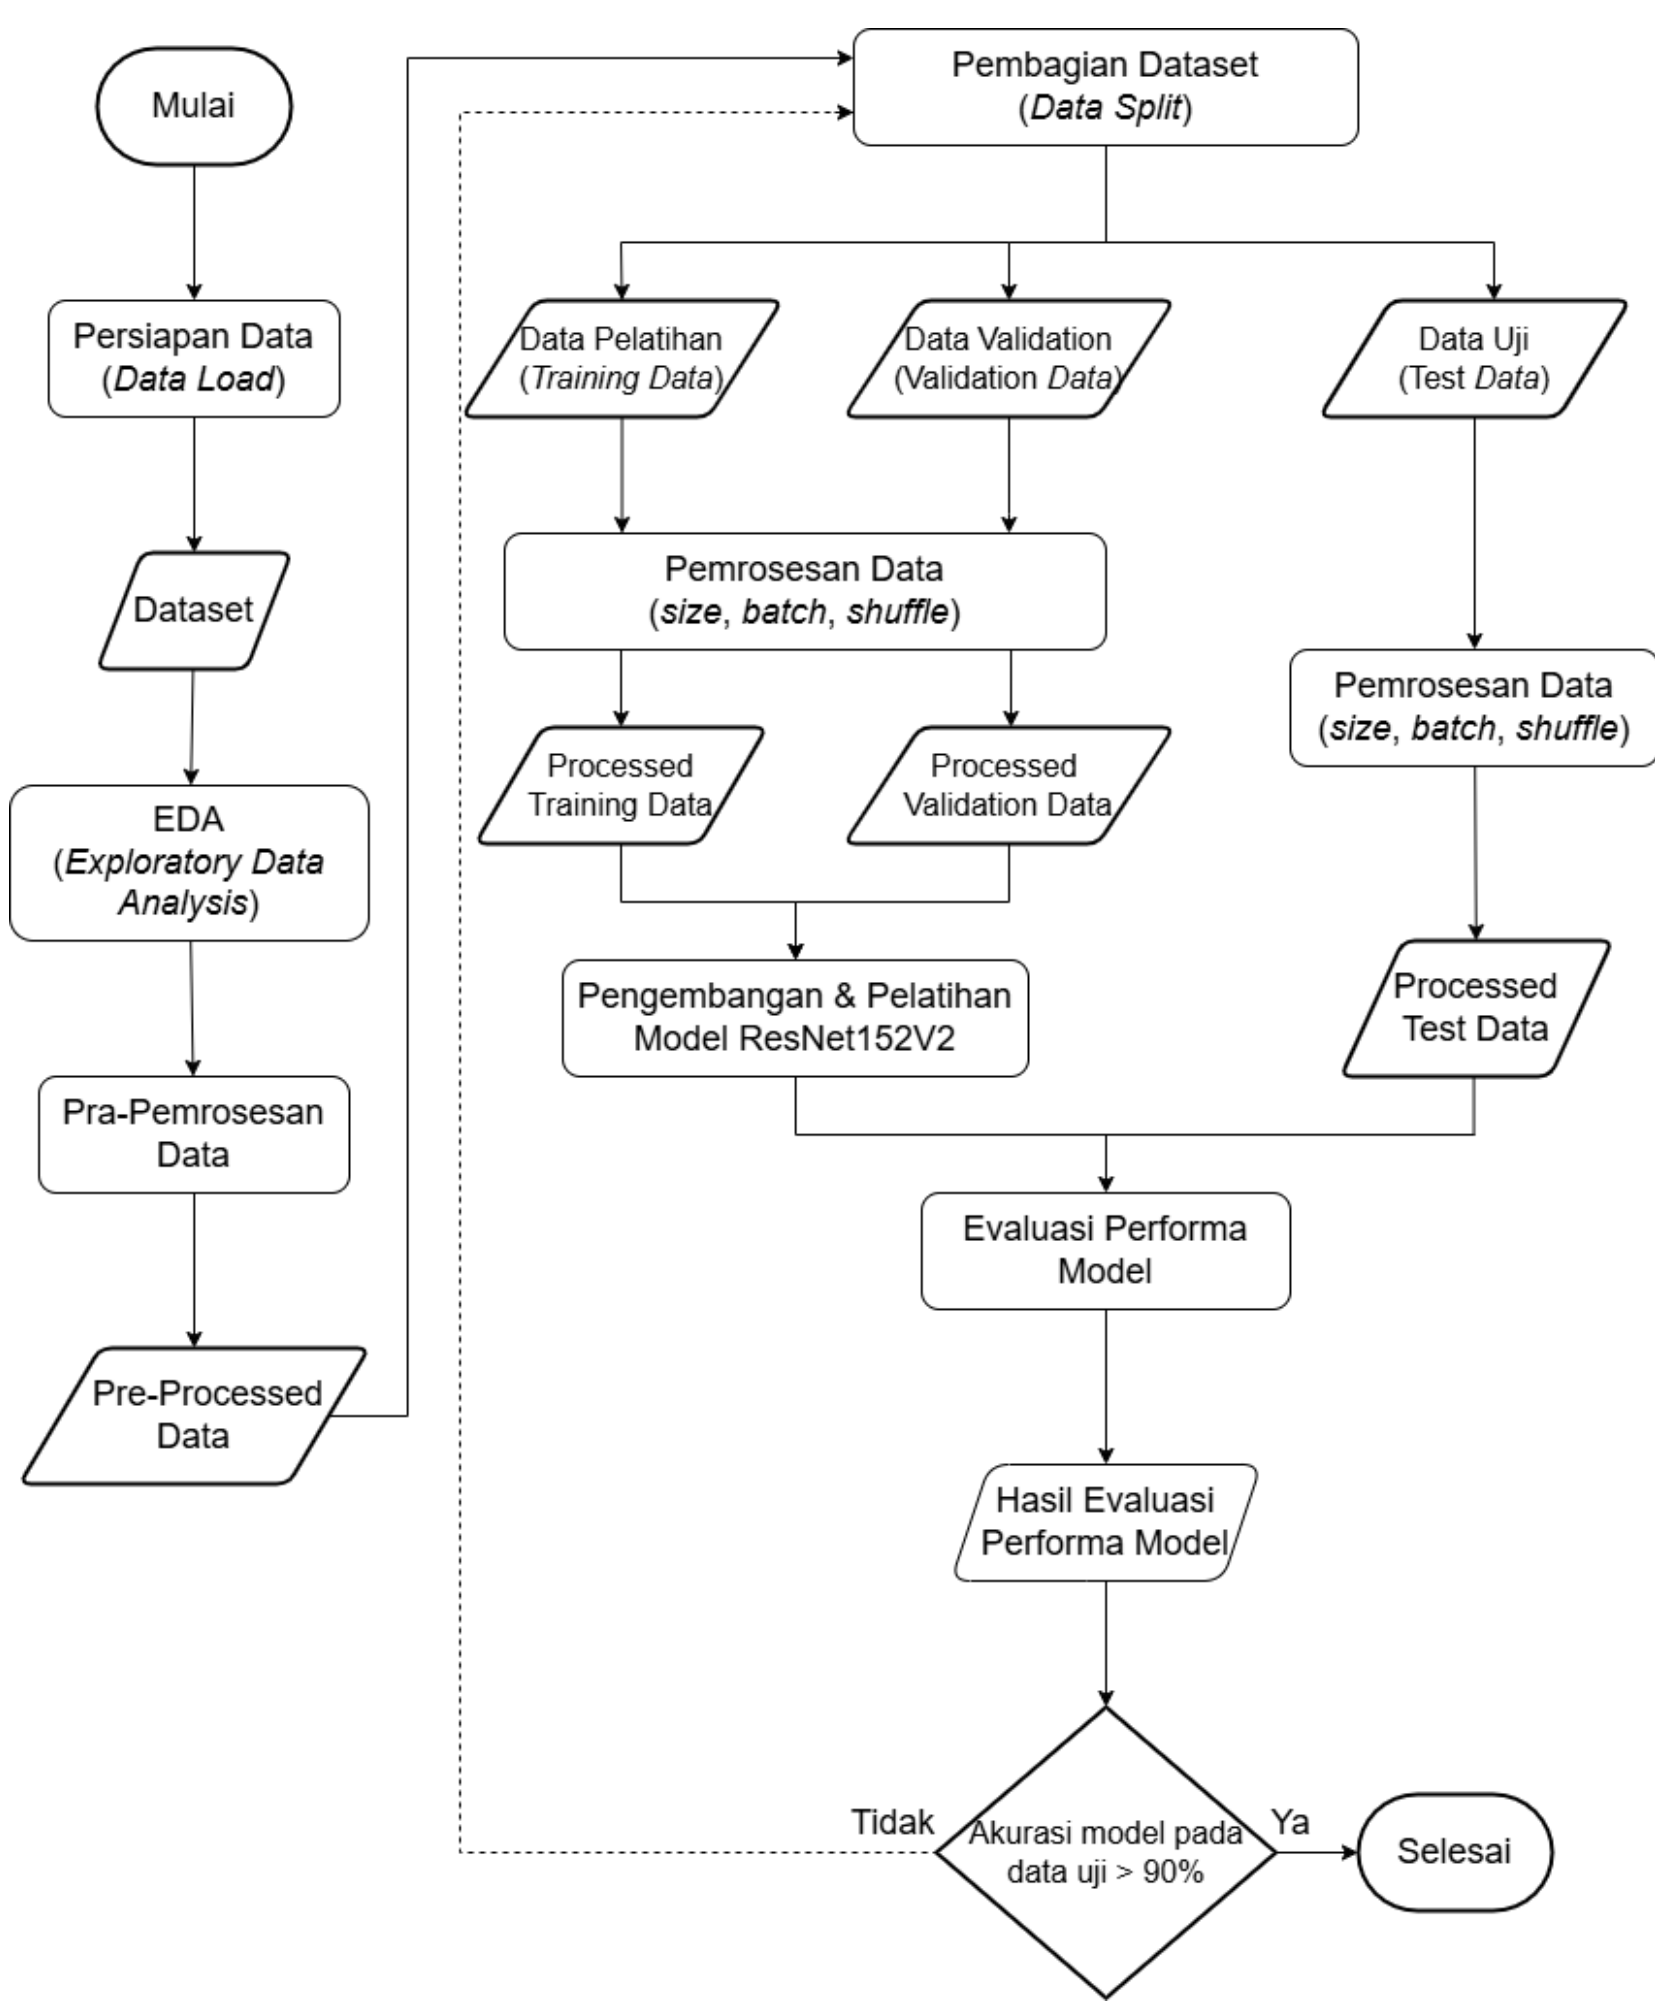 Mulai
Persiapan Data
(Data Load)
Dataset
EDA
(Exploratory Data
Analysis)
Pra-Pemrosesan
Data
Pre-Processed
Data
Pembagian Dataset
(Data Split)
Data Pelatihan
(Training Data)
Data Validation
(Validation Data)
Data Uji
(Test Data)
Pemrosesan Data
(size, batch, shuffle)
Pemrosesan Data
(size, batch, shuffle)
Processed
Training Data
Processed
Validation Data
Pengembangan & Pelatihan
Model ResNet152V2
Processed
Test Data
Evaluasi Performa
Model
Hasil Evaluasi
Performa Model
Akurasi model pada
data uji > 90%
Tidak
Ya
Selesai